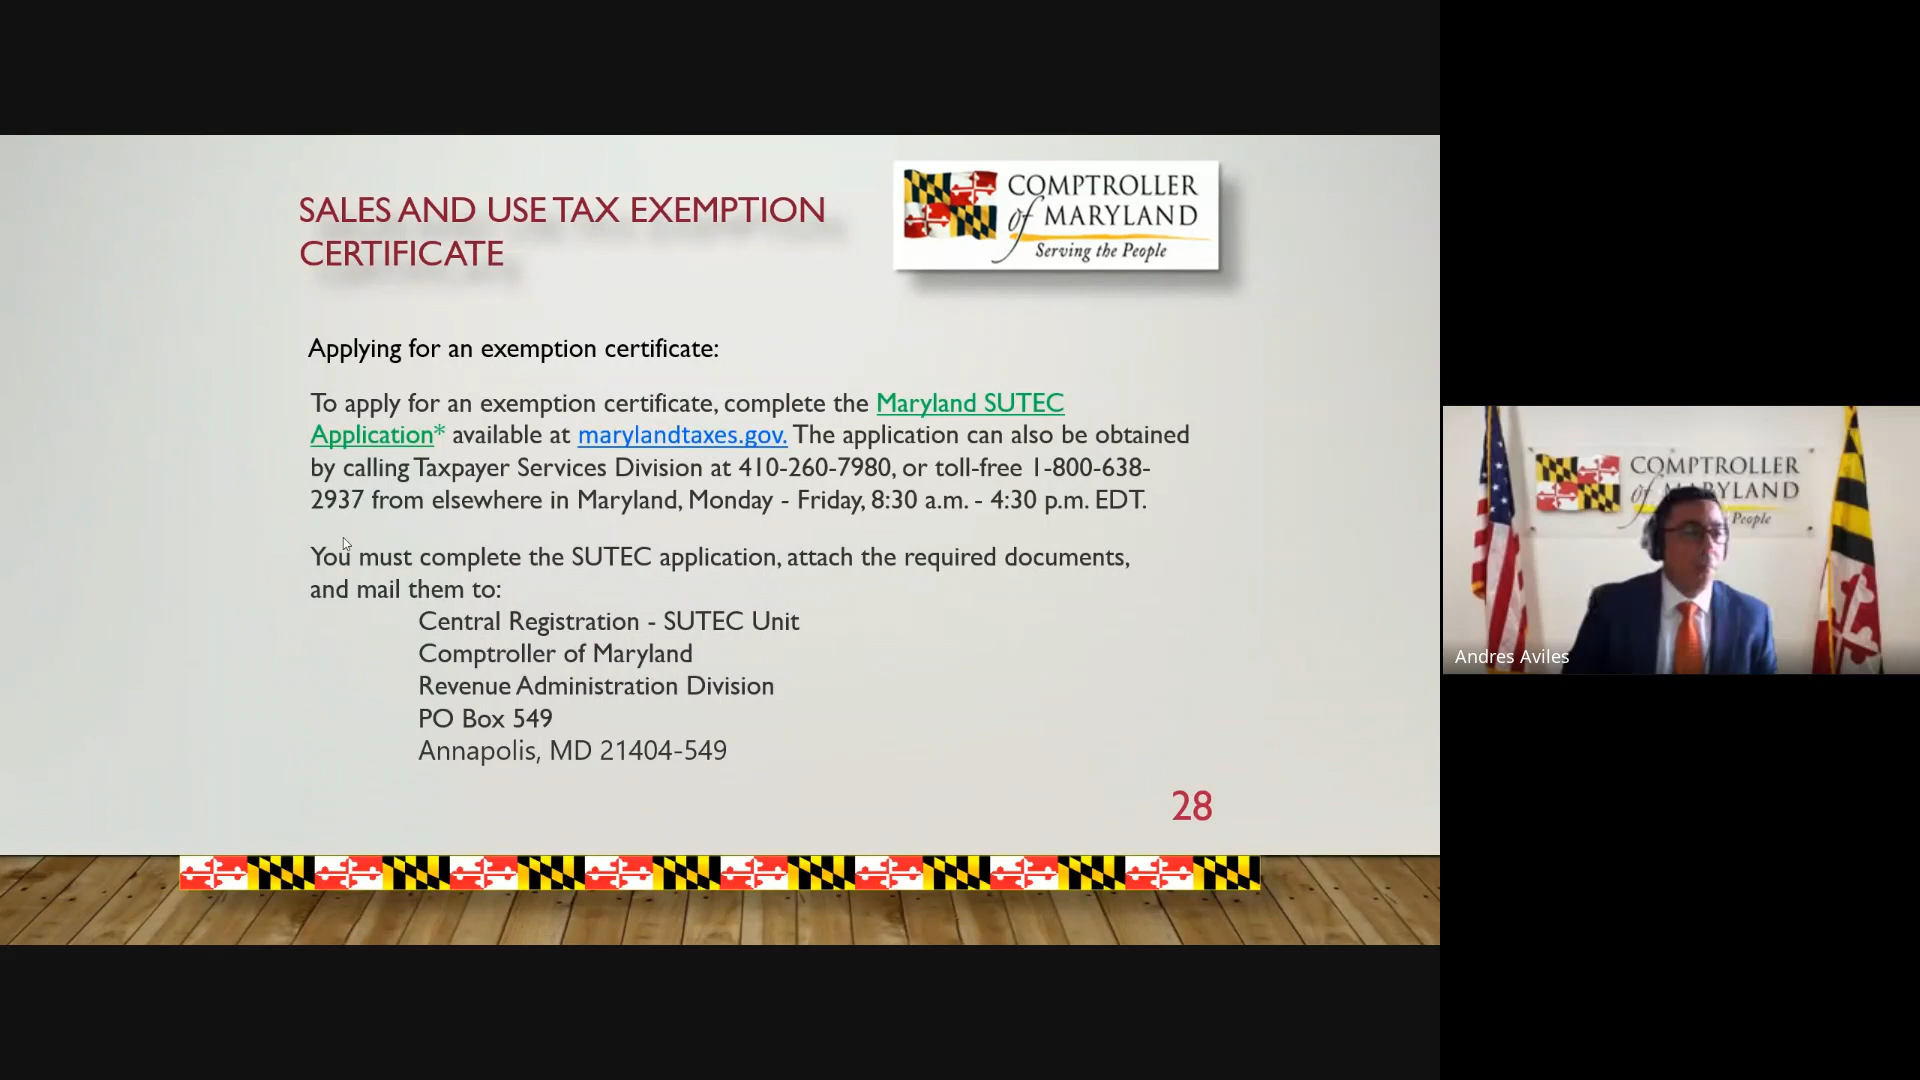 SALES AND USE TAX EXEMPTION
CERTIFICATE
COMPTROLLER
of MARYLAND
Serving the People
Applying for an exemption certificate:
To apply for an exemption certificate, complete the Maryland SUTEC
Application* available at marylandtaxes.gov. The application can also be obtained
by calling Taxpayer Services Division at 410-260-7980, or toll-free 1-800-638-
2937 from elsewhere in Maryland, Monday - Friday, 8:30 a.m. - 4:30 p.m. EDT.
You must complete the SUTEC application, attach the required documents,
and mail them to:
Central Registration - SUTEC Unit
Comptroller of Maryland
Revenue Administration Division
PO Box 549
Annapolis, MD 21404-549
28
COMPTROLLER
of MARYLAND
People
Andres Aviles